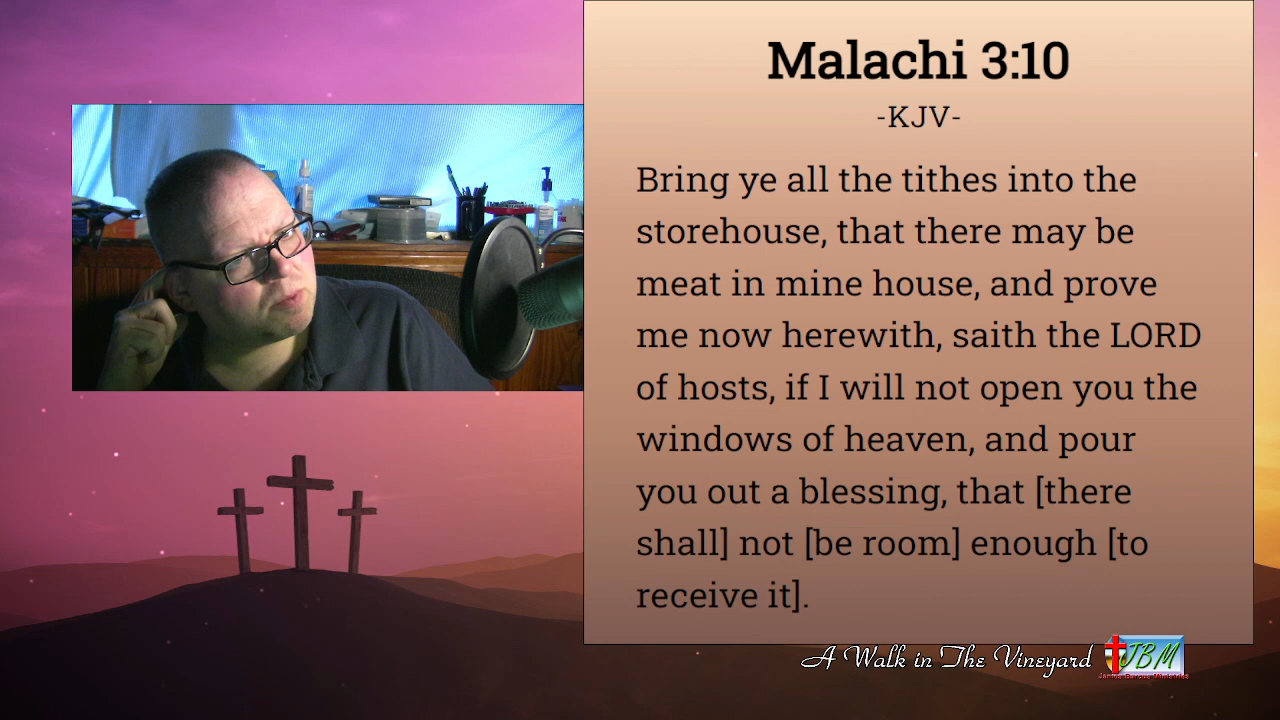 Malachi 3:10
-KJV-
Bring ye all the tithes into the
storehouse, that there may be
meat in mine house, and prove
me now herewith, saith the LORD
of hosts, if I will not open you the
windows of heaven, and pour
you out a blessing, that [there
shall] not [be room] enough [to
receive it].
A Walk in The Vineyard
JBM